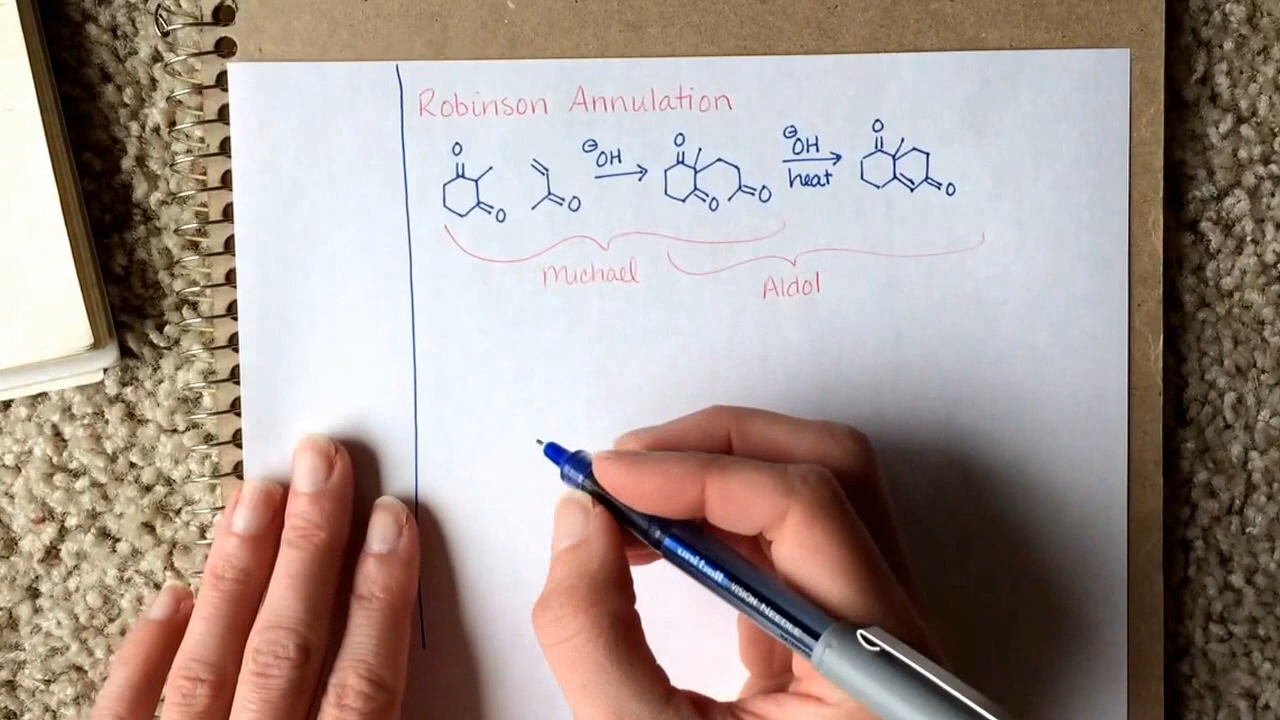 Robinson Annulation
O
O
O
⊖OH
O
O
O
⊖OH
heat
O
O
Michael
Aldol
uni-ball VISION NEEDLE